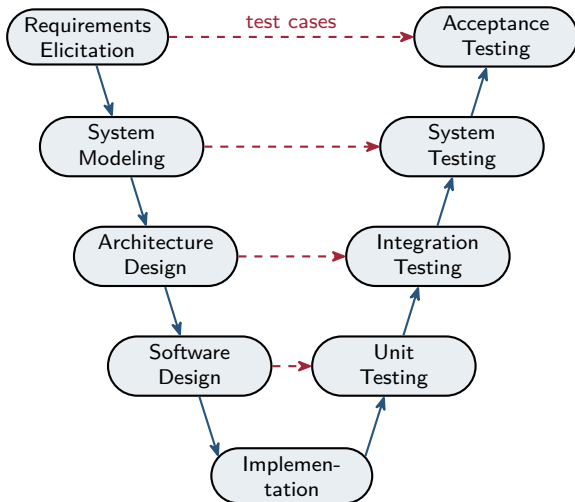 Requirements
Elicitation
test cases
Acceptance
Testing
System
Modeling
System
Testing
Architecture
Design
Integration
Testing
Software
Design
Unit
Testing
Implemen-
tation